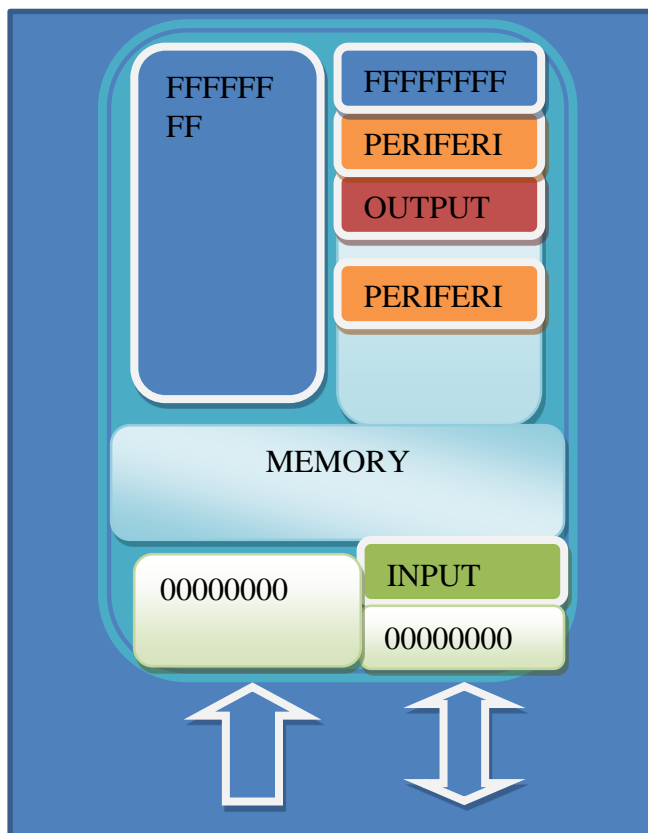 FFFFFF
FF
FFFFFFFF
PERIFERI
OUTPUT
PERIFERI
MEMORY
00000000
INPUT
00000000